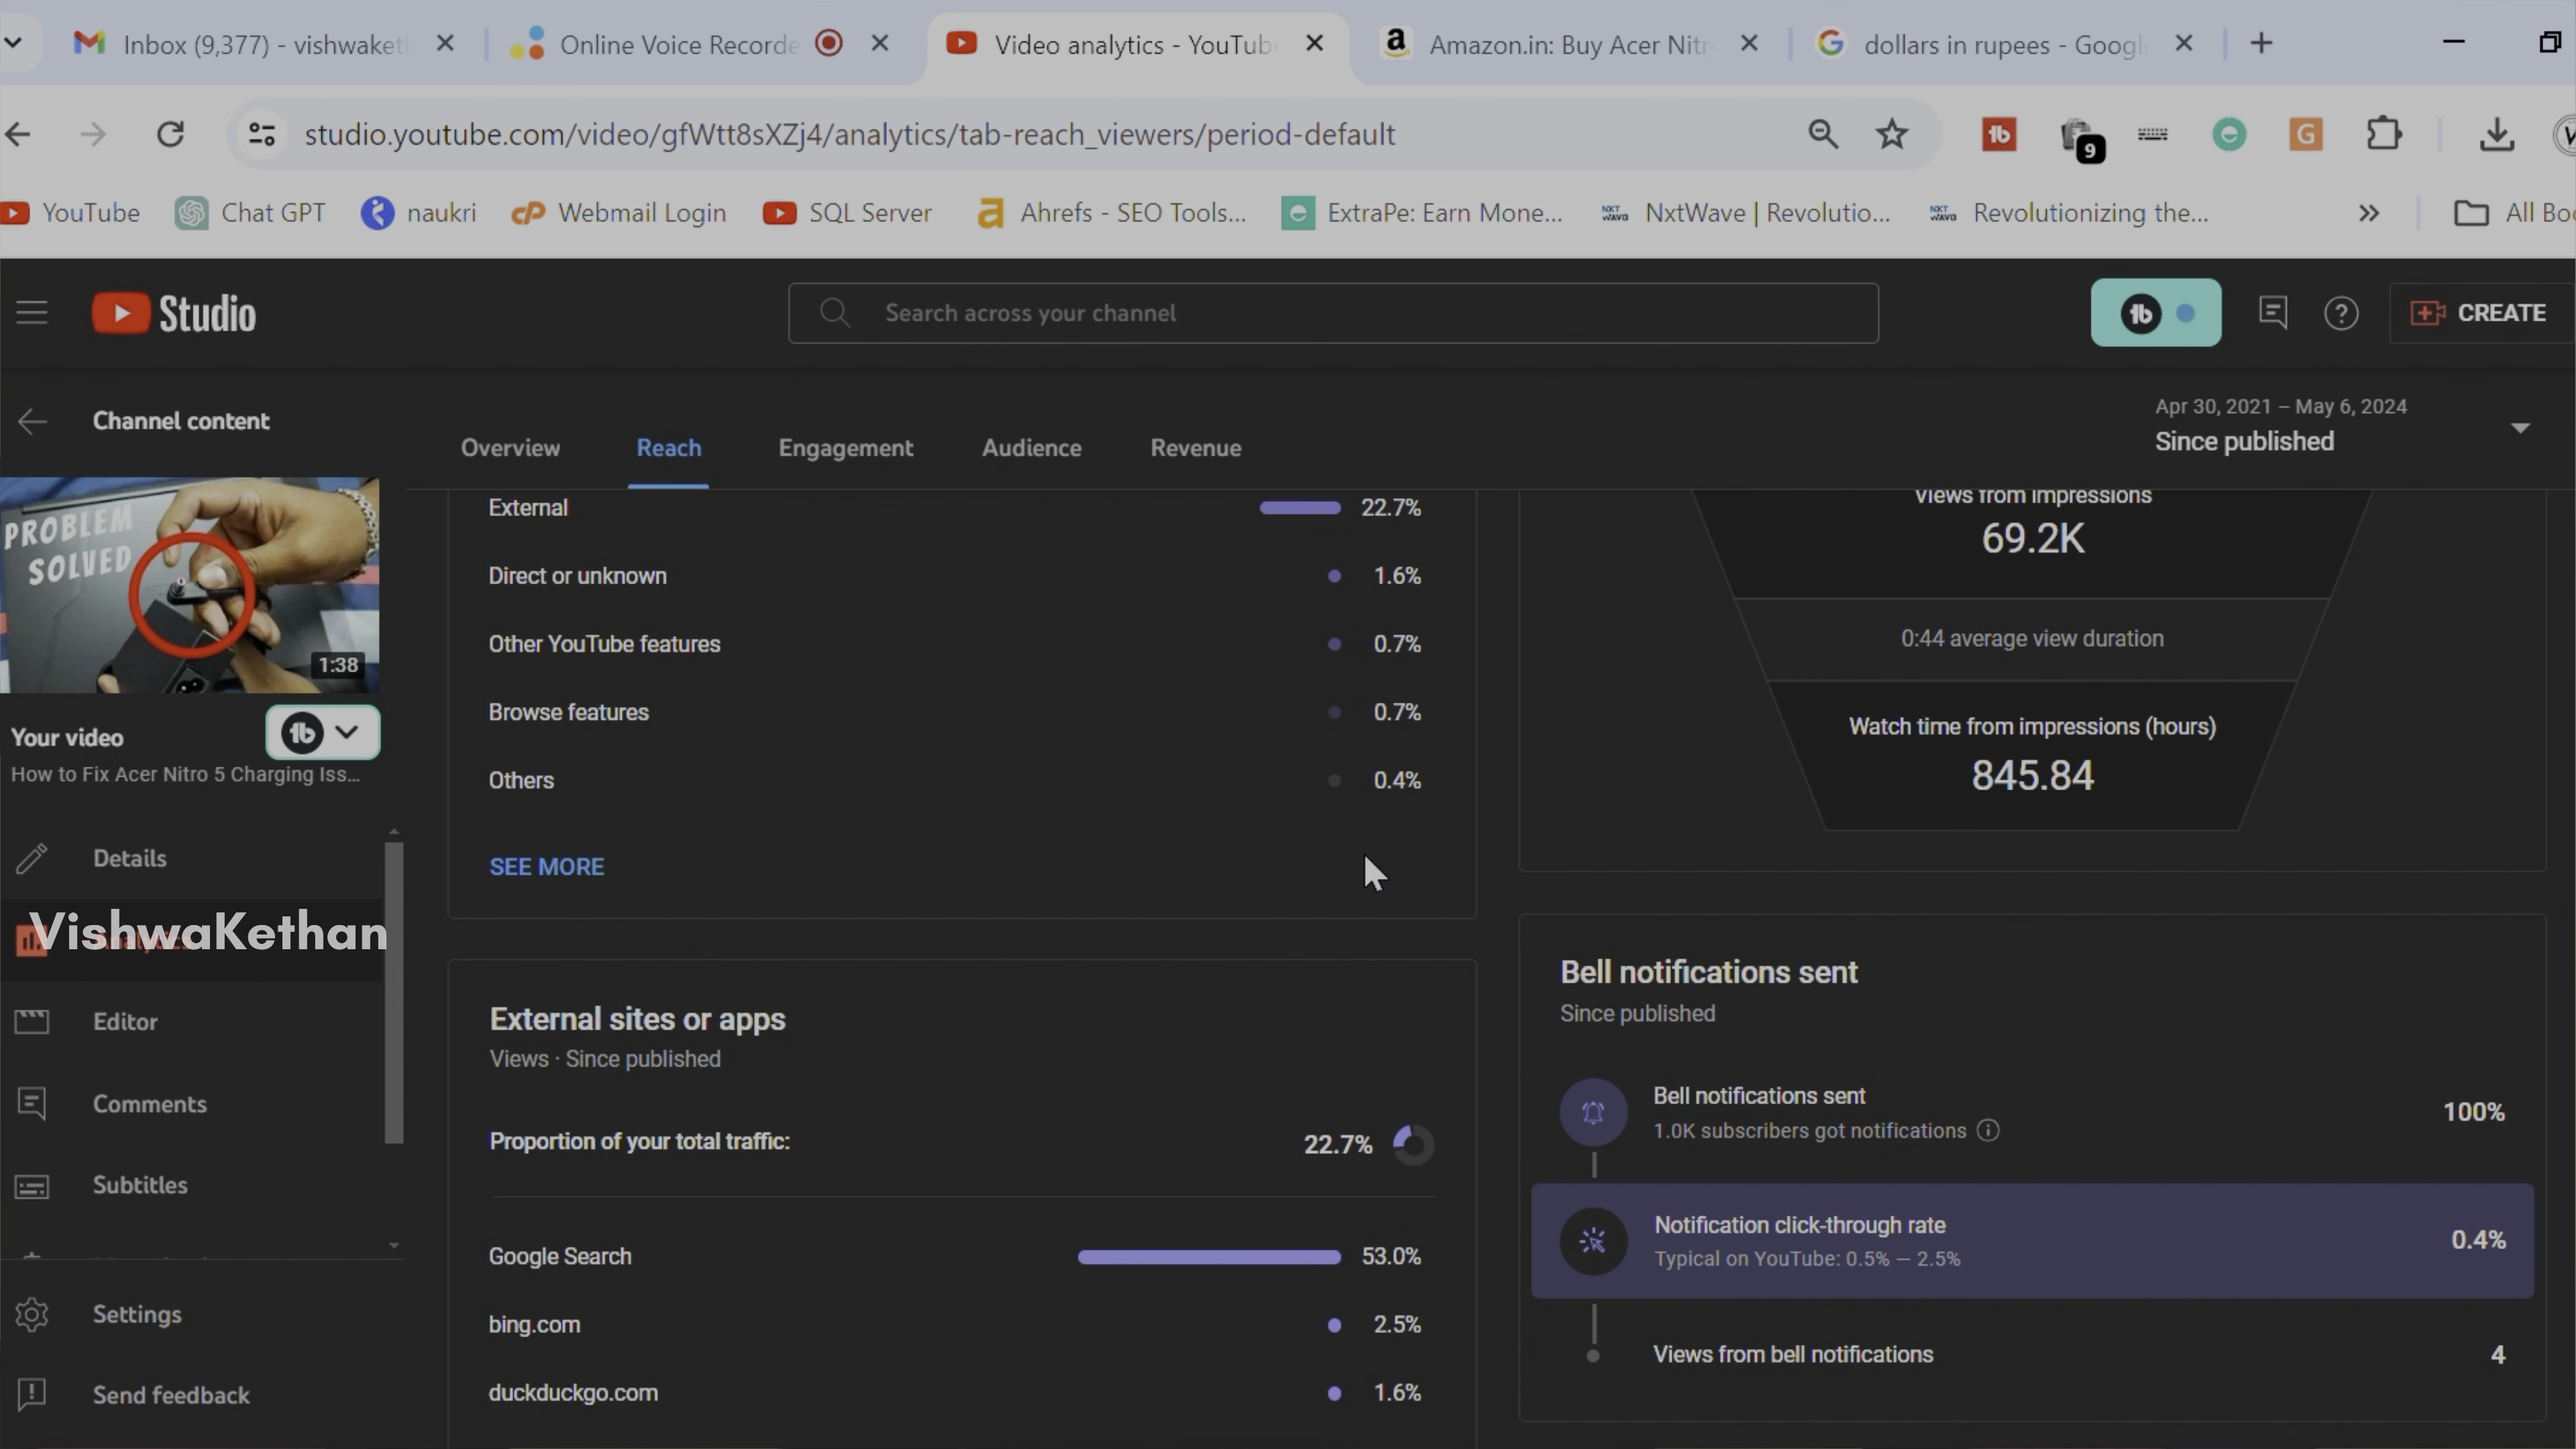 Inbox (9,377) - vishwaket
Online Voice Recorde
Video analytics - YouTub
Amazon.in: Buy Acer Nitr
dollars in rupees - Googl
studio.youtube.com/video/gfWtt8sXZj4/analytics/tab-reach_viewers/period-default
9
YouTube
Chat GPT
naukri
Webmail Login
SQL Server
Ahrefs - SEO Tools...
ExtraPe: Earn Mone...
NxtWave | Revolutio...
Revolutionizing the...
All Boo
Studio
Search across your channel
CREATE
Channel content
Overview
Reach
Engagement
Audience
Revenue
Apr 30, 2021 – May 6, 2024
Since published
PROBLEM
SOLVED
1:38
Your video
How to Fix Acer Nitro 5 Charging Iss...
Details
VishwaKethan
Editor
Comments
Subtitles
Settings
Send feedback
External 22.7%
Direct or unknown 1.6%
Other YouTube features 0.7%
Browse features 0.7%
Others 0.4%
SEE MORE
External sites or apps
Views · Since published
Proportion of your total traffic: 22.7%
Google Search 53.0%
bing.com 2.5%
duckduckgo.com 1.6%
Views from impressions
69.2K
0:44 average view duration
Watch time from impressions (hours)
845.84
Bell notifications sent
Since published
Bell notifications sent 100%
1.0K subscribers got notifications
Notification click-through rate 0.4%
Typical on YouTube: 0.5% — 2.5%
Views from bell notifications 4